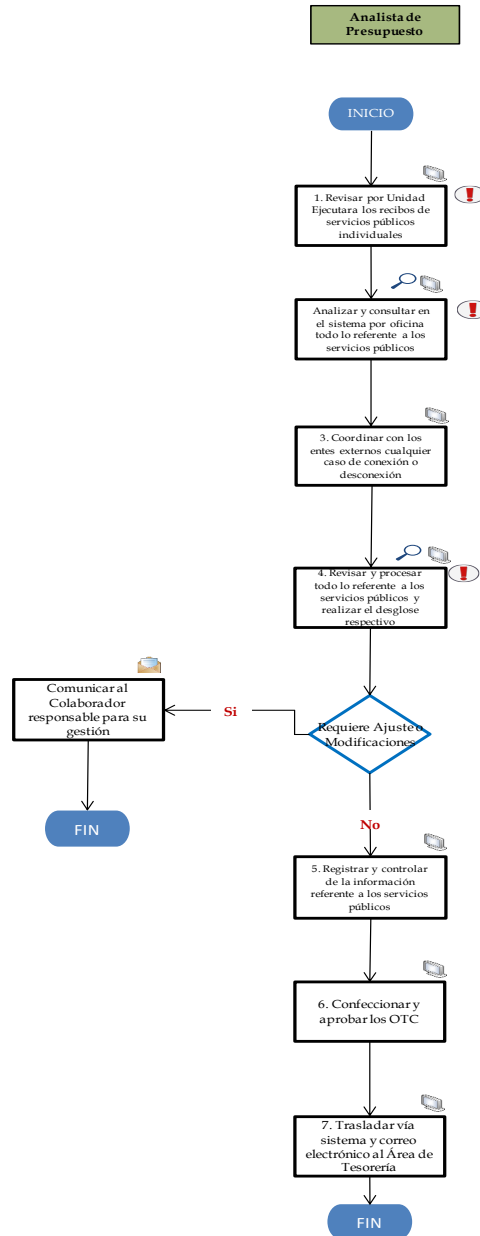 Analista de
Presupuesto
INICIO
1. Revisar por Unidad
Ejecutara los recibos de
servicios públicos
individuales
Analizar y consultar en
el sistema por oficina
todo lo referente a los
servicios públicos
3. Coordinar con los
entes externos cualquier
caso de conexión o
desconexión
4. Revisar y procesar
todo lo referente a los
servicios públicos y
realizar el desglose
respectivo
Requiere Ajuste o
Modificaciones
Si
Comunicar al
Colaborador
responsable para su
gestión
FIN
No
5. Registrar y controlar
de la información
referente a los servicios
públicos
6. Confeccionar y
aprobar los OTC
7. Trasladar vía
sistema y correo
electrónico al Área de
Tesorería
FIN